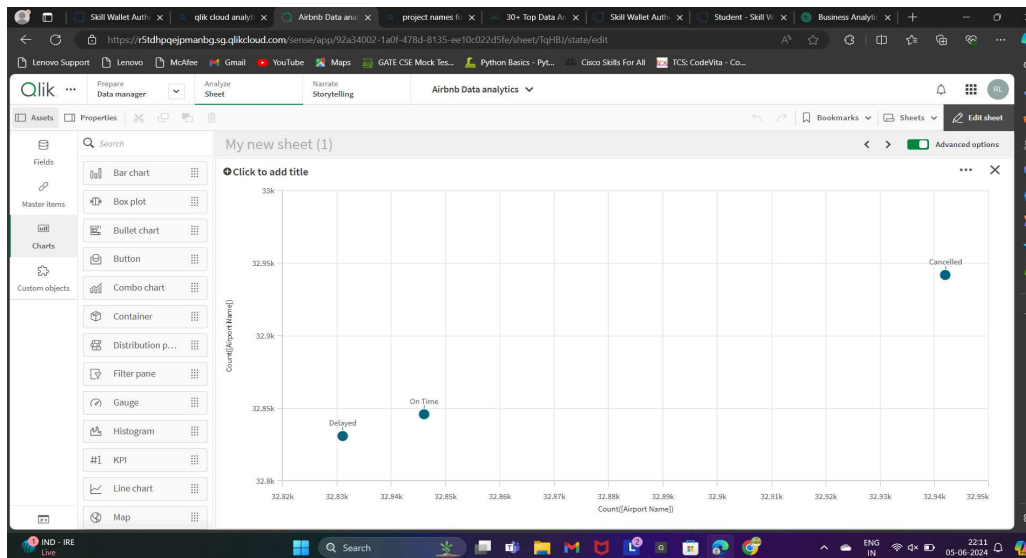 Skill Wallet Auth
qlik cloud analyt
Airbnb Data anal
project names fo
30+ Top Data An
Skill Wallet Auth
Student - Skill W
Business Analytic
https://r5tdhpqejpmanbg.sg.qlikcloud.com/sense/app/92a34002-1a0f-478d-8135-ee10c022d5fe/sheet/TqHBJ/state/edit
Lenovo Support
Lenovo
McAfee
Gmail
YouTube
Maps
GATE CSE Mock Tes...
Python Basics - Pyt...
Cisco Skills For All
TCS: CodeVita - Co...
Qlik
Prepare
Data manager
Analyze
Sheet
Narrate
Storytelling
Airbnb Data analytics
RL
Assets
Properties
Bookmarks
Sheets
Edit sheet
Fields
Master items
Charts
Custom objects
Search
Bar chart
Box plot
Bullet chart
Button
Combo chart
Container
Distribution p...
Filter pane
Gauge
Histogram
#1 KPI
Line chart
Map
My new sheet (1)
Advanced options
Click to add title
33k
32.95k
32.9k
32.85k
32.8k
Count([Airport Name])
Cancelled
On Time
Delayed
32.82k 32.83k 32.84k 32.85k 32.86k 32.87k 32.88k 32.89k 32.9k 32.91k 32.92k 32.93k 32.94k 32.95k
Count([Airport Name])
IND - IRE
Live
Search
ENG
IN
22:11
05-06-2024